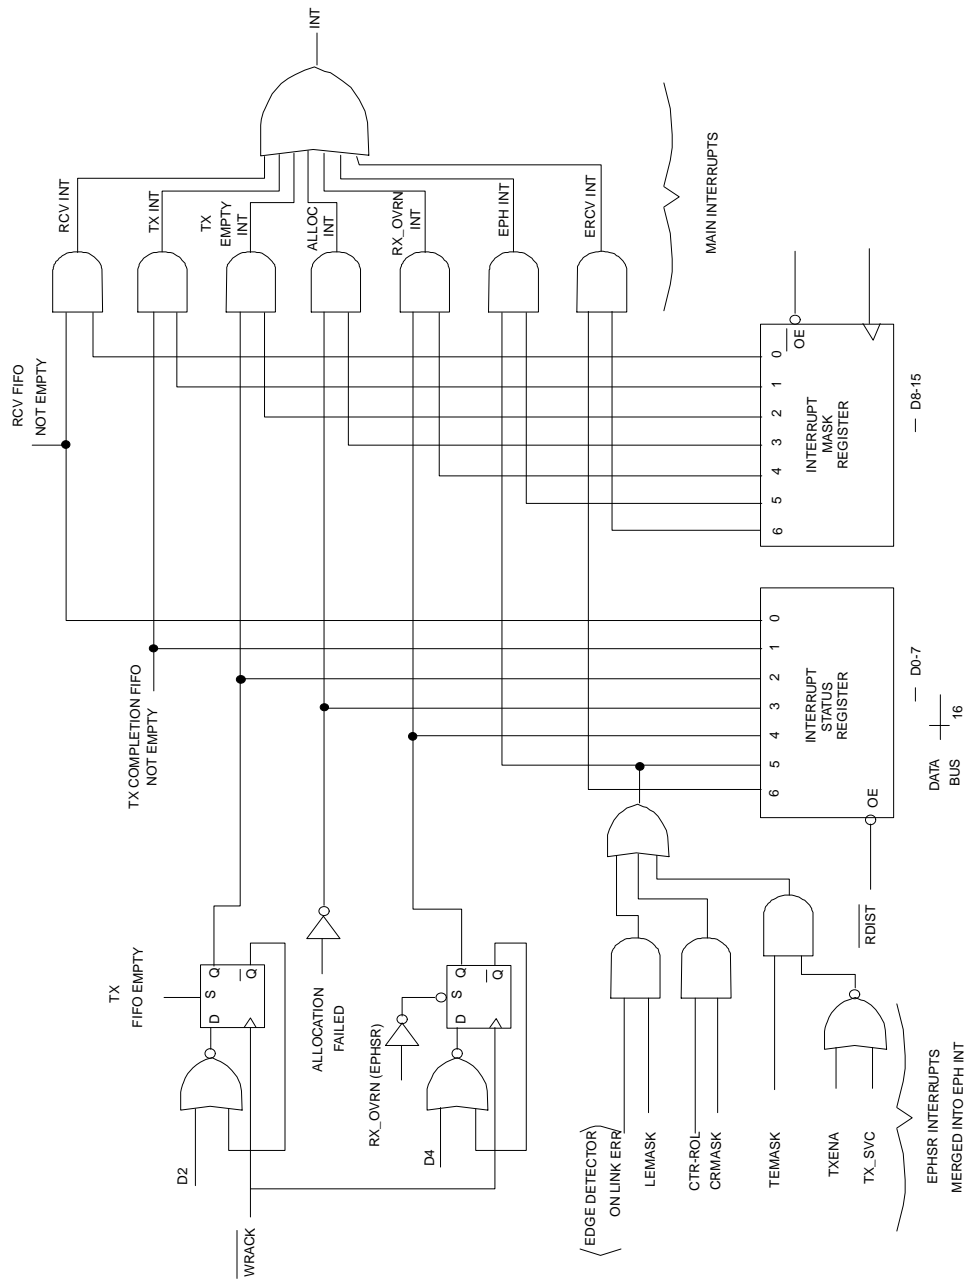 INT
RCV INT
TX INT
TX
EMPTY
INT
ALLOC
INT
RX_OVRN
INT
EPH INT
ERCV INT
MAIN INTERRUPTS
RCV FIFO
NOT EMPTY
OE
0
1
2
3
4
5
6
INTERRUPT
MASK
REGISTER
D8-15
TX COMPLETION FIFO
NOT EMPTY
0
1
2
3
4
5
6
INTERRUPT
STATUS
REGISTER
OE
D0-7
DATA
BUS
16
RDIST
TX
FIFO EMPTY
S
D
Q
Q
D2
WRACK
ALLOCATION
FAILED
RX_OVRN (EPHSR)
S
D
Q
Q
D4
EDGE DETECTOR
ON LINK ERR
LEMASK
CTR-ROL
CRMASK
TEMASK
TXENA
TX_SVC
EPHSR INTERRUPTS
MERGED INTO EPH INT